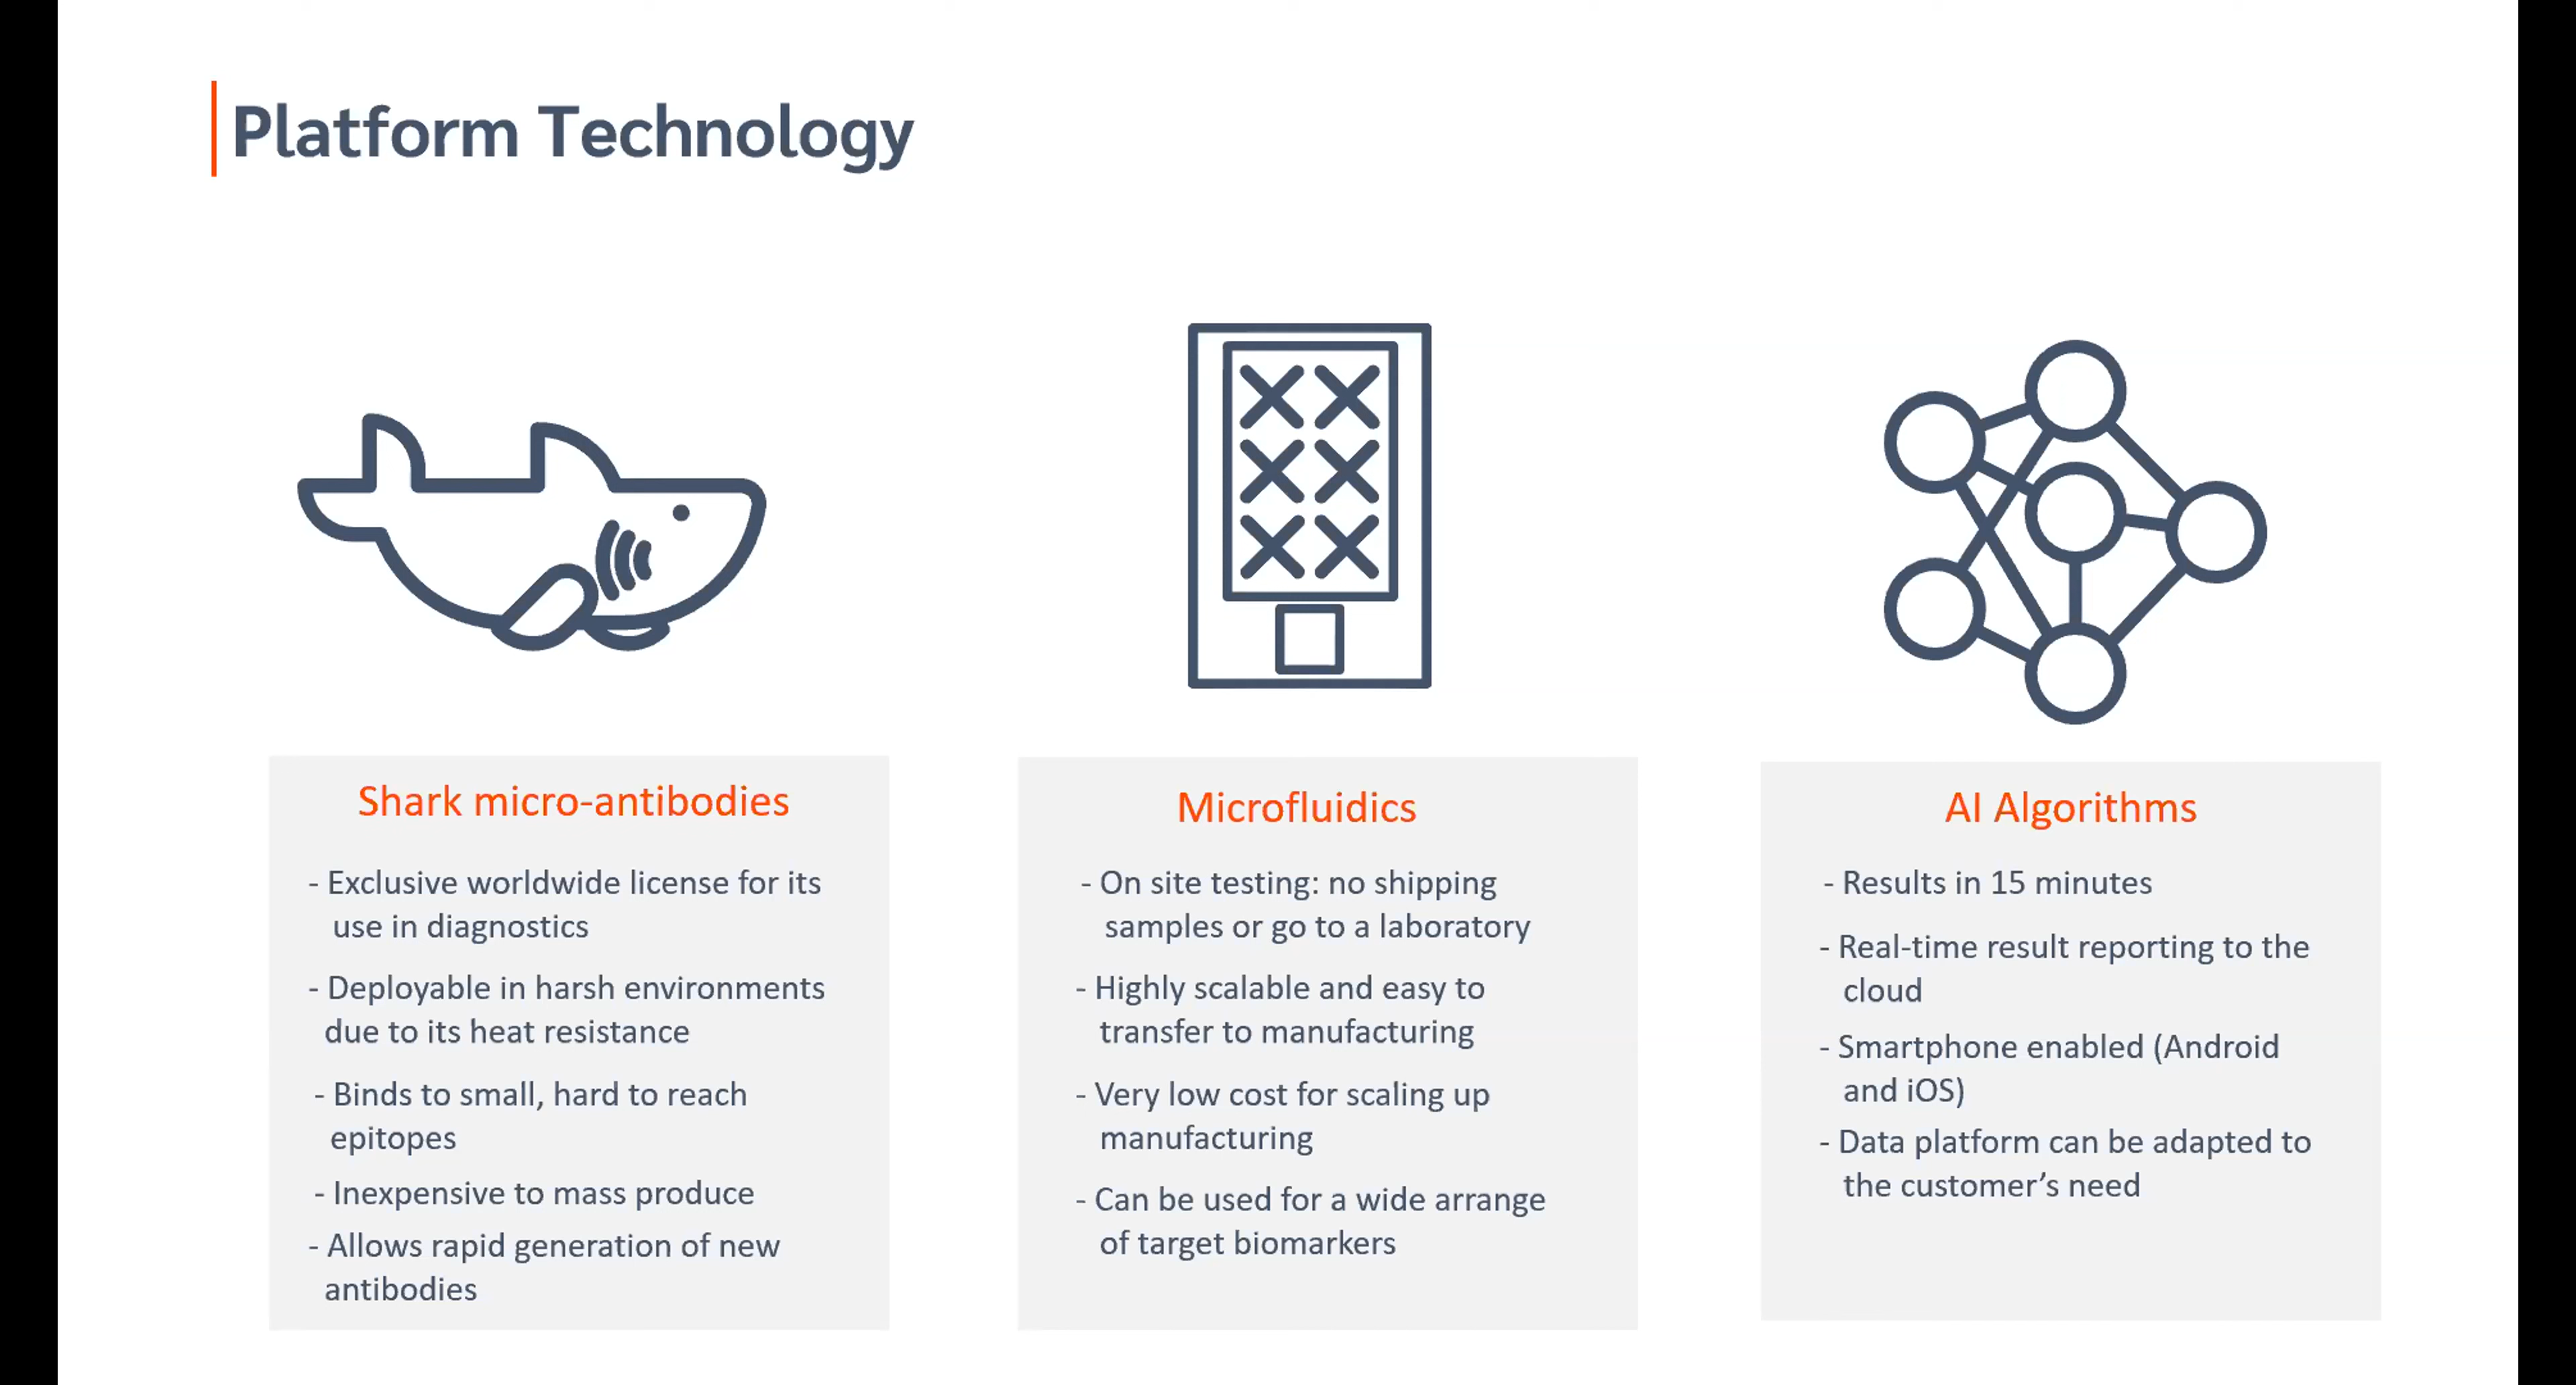 Platform Technology
Shark micro-antibodies
- Exclusive worldwide license for its
use in diagnostics
- Deployable in harsh environments
due to its heat resistance
- Binds to small, hard to reach
epitopes
- Inexpensive to mass produce
- Allows rapid generation of new
antibodies
Microfluidics
- On site testing: no shipping
samples or go to a laboratory
- Highly scalable and easy to
transfer to manufacturing
- Very low cost for scaling up
manufacturing
- Can be used for a wide arrange
of target biomarkers
AI Algorithms
- Results in 15 minutes
- Real-time result reporting to the
cloud
- Smartphone enabled (Android
and iOS)
- Data platform can be adapted to
the customer’s need